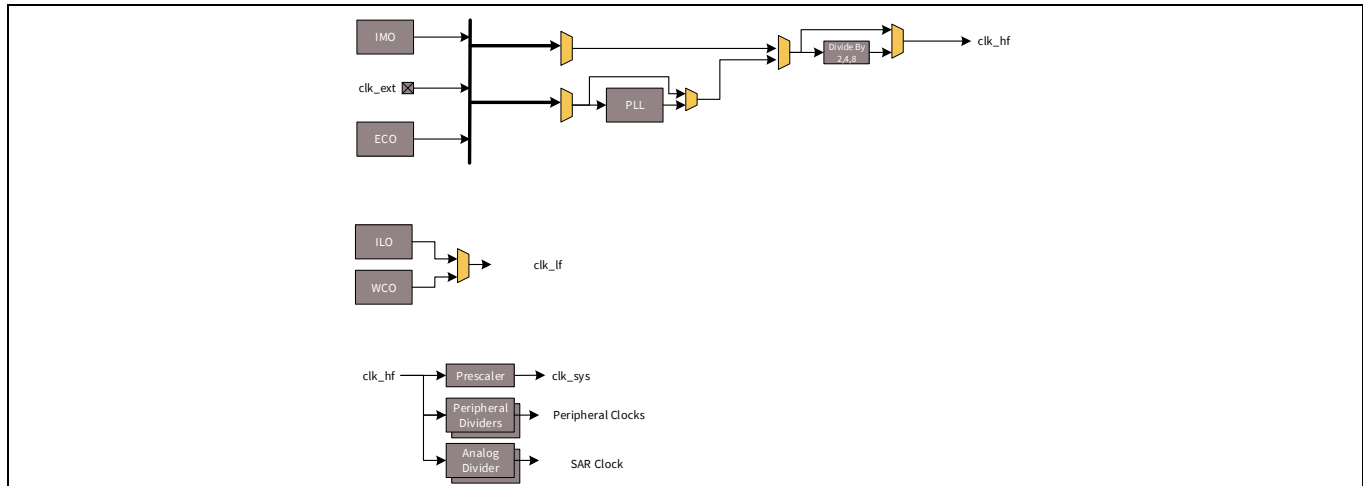 IMO
clk_hf
Divide By
2,4,8
clk_ext
PLL
ECO
ILO
clk_lf
WCO
clk_hf
Prescaler
clk_sys
Peripheral
Dividers
Peripheral Clocks
Analog
Divider
SAR Clock